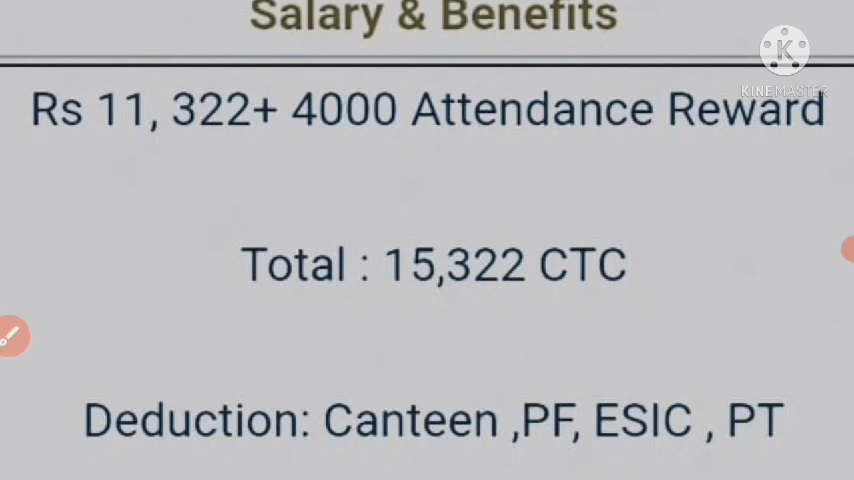 Salary & Benefits
K
KINEMASTER
Rs 11, 322+ 4000 Attendance Reward
Total : 15,322 CTC
Deduction: Canteen ,PF, ESIC , PT